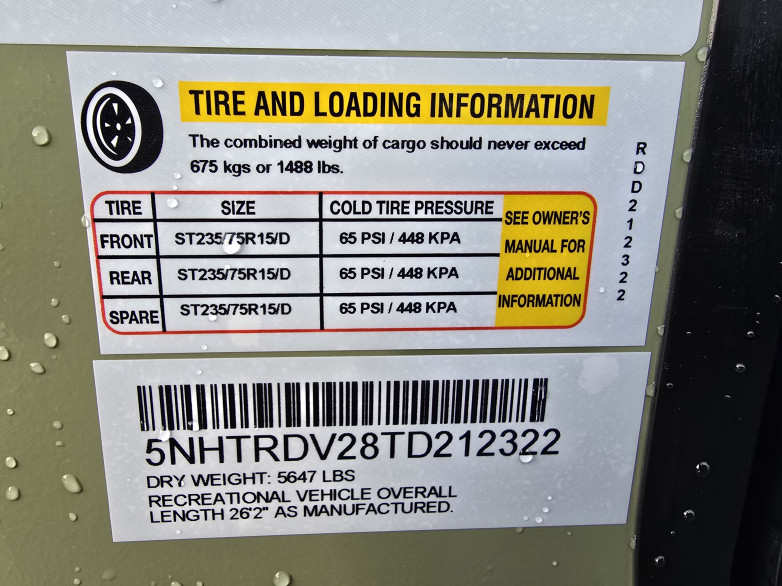 TIRE AND LOADING INFORMATION
The combined weight of cargo should never exceed
675 kgs or 1488 lbs.
TIRE SIZE COLD TIRE PRESSURE
FRONT ST235/75R15/D 65 PSI / 448 KPA
REAR ST235/75R15/D 65 PSI / 448 KPA
SPARE ST235/75R15/D 65 PSI / 448 KPA
SEE OWNER'S
MANUAL FOR
ADDITIONAL
INFORMATION
RDD212322
5NHTRDV28TD212322
DRY WEIGHT: 5647 LBS
RECREATIONAL VEHICLE OVERALL
LENGTH 26'2" AS MANUFACTURED.